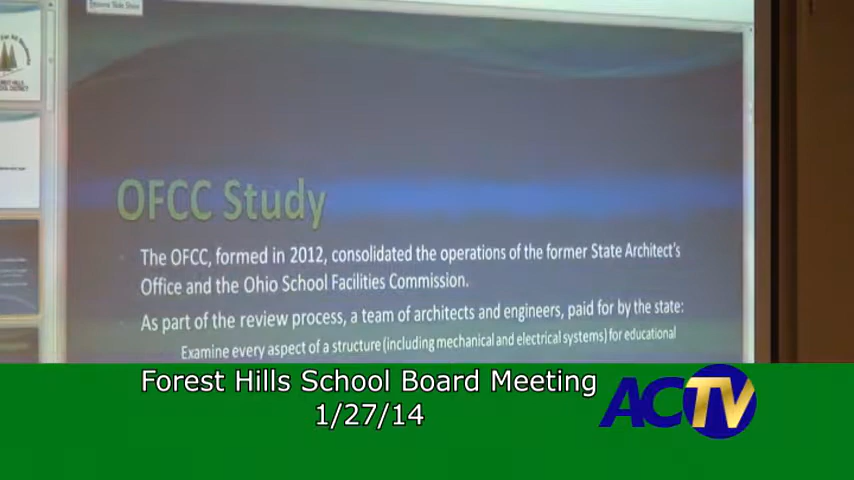 Resume Slide Show
OFCC Study
The OFCC, formed in 2012, consolidated the operations of the former State Architect's
Office and the Ohio School Facilities Commission.
As part of the review process, a team of architects and engineers, paid for by the state:
Examine every aspect of a structure (including mechanical and electrical systems) for educational
Forest Hills School Board Meeting
1/27/14
ACTV